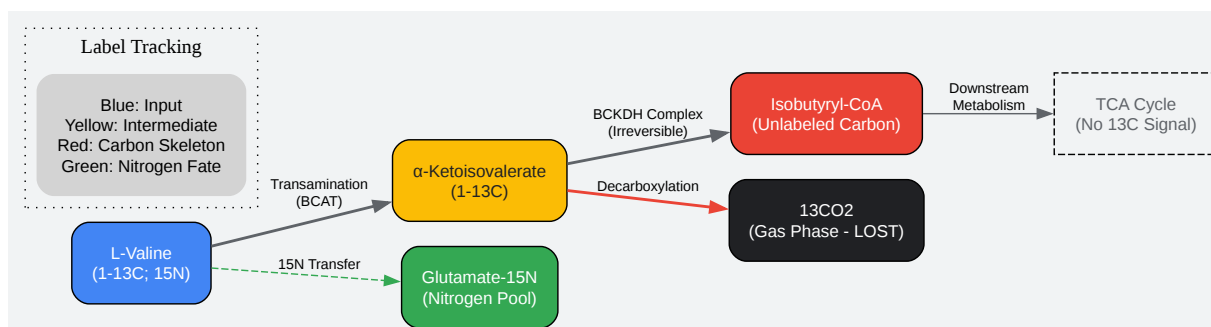 Label Tracking
Blue: Input
Yellow: Intermediate
Red: Carbon Skeleton
Green: Nitrogen Fate
L-Valine
(1-13C; 15N)
Transamination
(BCAT)
15N Transfer
α-Ketoisovalerate
(1-13C)
Glutamate-15N
(Nitrogen Pool)
BCKDH Complex
(Irreversible)
Decarboxylation
Isobutyryl-CoA
(Unlabeled Carbon)
13CO2
(Gas Phase - LOST)
Downstream
Metabolism
TCA Cycle
(No 13C Signal)